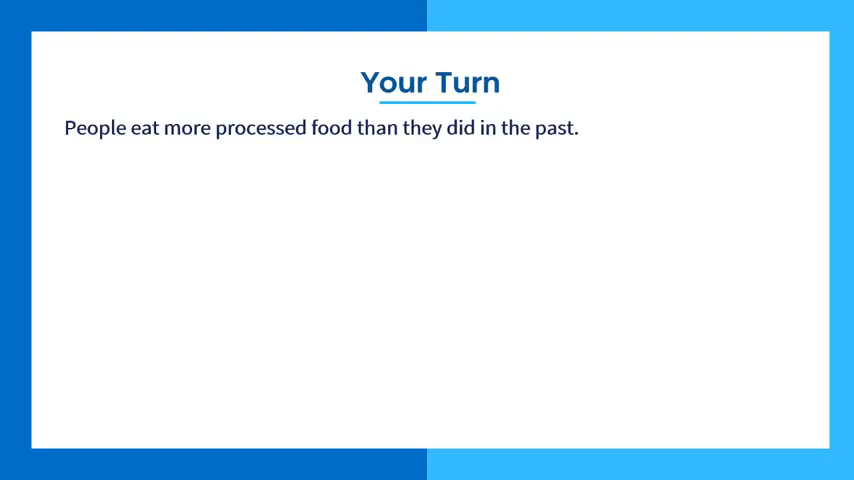 Your Turn
People eat more processed food than they did in the past.